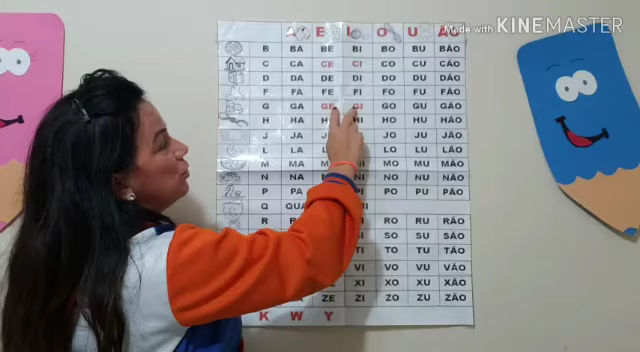 Made with KINEMASTER
A E I O U ÃO
B BA BE BI BO BU BÃO
C CA CE CI CO CU CÃO
D DA DE DI DO DU DÃO
F FA FE FI FO FU FÃO
G GA GE GI GO GU GÃO
H HA HI HO HU HÃO
J JA JO JU JÃO
L LA LO LU LÃO
M MA MO MU MÃO
N NA NO NU NÃO
P PA PI PO PU PÃO
Q QUA
R RO RU RÃO
SO SU SÃO
TI TO TU TÃO
VI VO VU VÃO
XI XO XU XÃO
ZE ZI ZO ZU ZÃO
K W Y